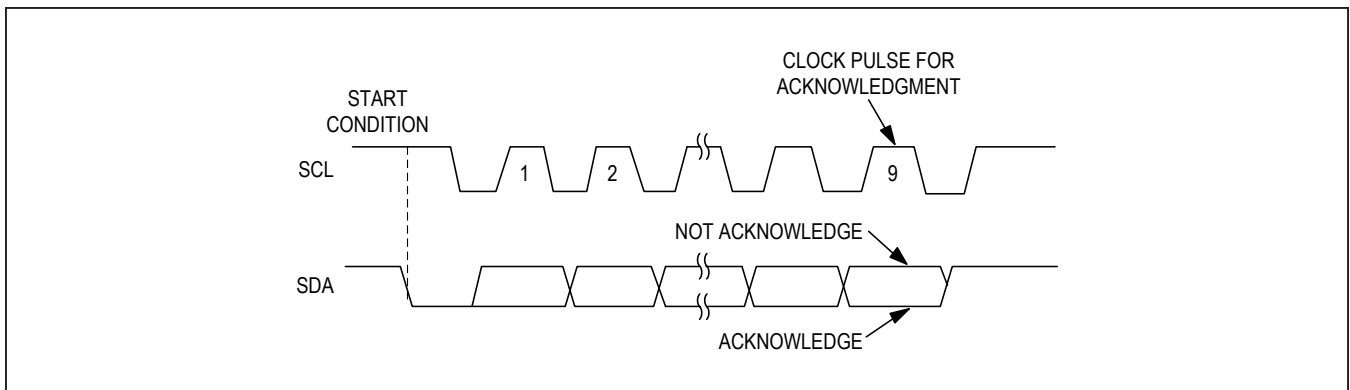 CLOCK PULSE FOR
ACKNOWLEDGMENT
START
CONDITION
SCL
1
2
9
NOT ACKNOWLEDGE
SDA
ACKNOWLEDGE